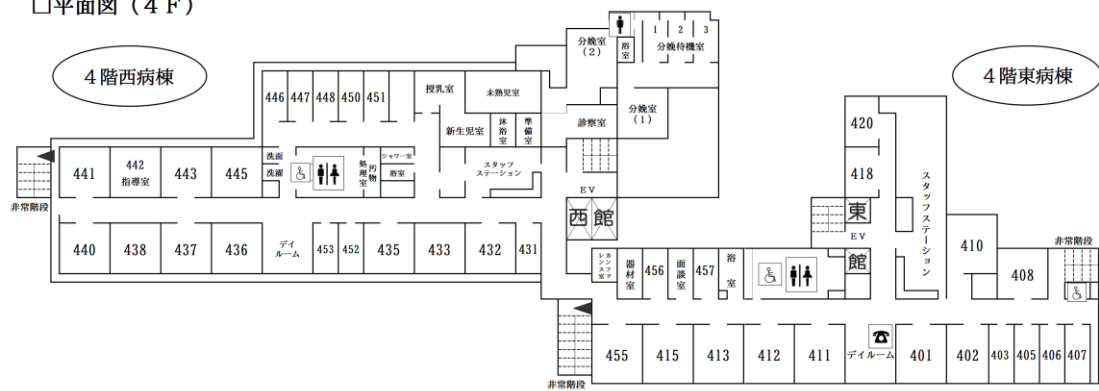 □平面図（４Ｆ）
４階西病棟
４階東病棟
分娩室
（2）
浴室
1
2
3
分娩待機室
446
447
448
450
451
授乳室
未熟児室
新生児室
沐浴室
準備室
診察室
分娩室
（1）
420
418
441
442
指導室
443
445
洗面
洗濯
汚物処理室
シャワー室
浴室
スタッフ
ステーション
非常階段
EV
西館
東館
EV
スタッフステーション
440
438
437
436
デイ
ルーム
453
452
435
433
432
431
カンファレンス室
器材室
456
面談室
457
浴室
410
408
非常階段
455
415
413
412
411
デイルーム
401
402
403
405
406
407
非常階段